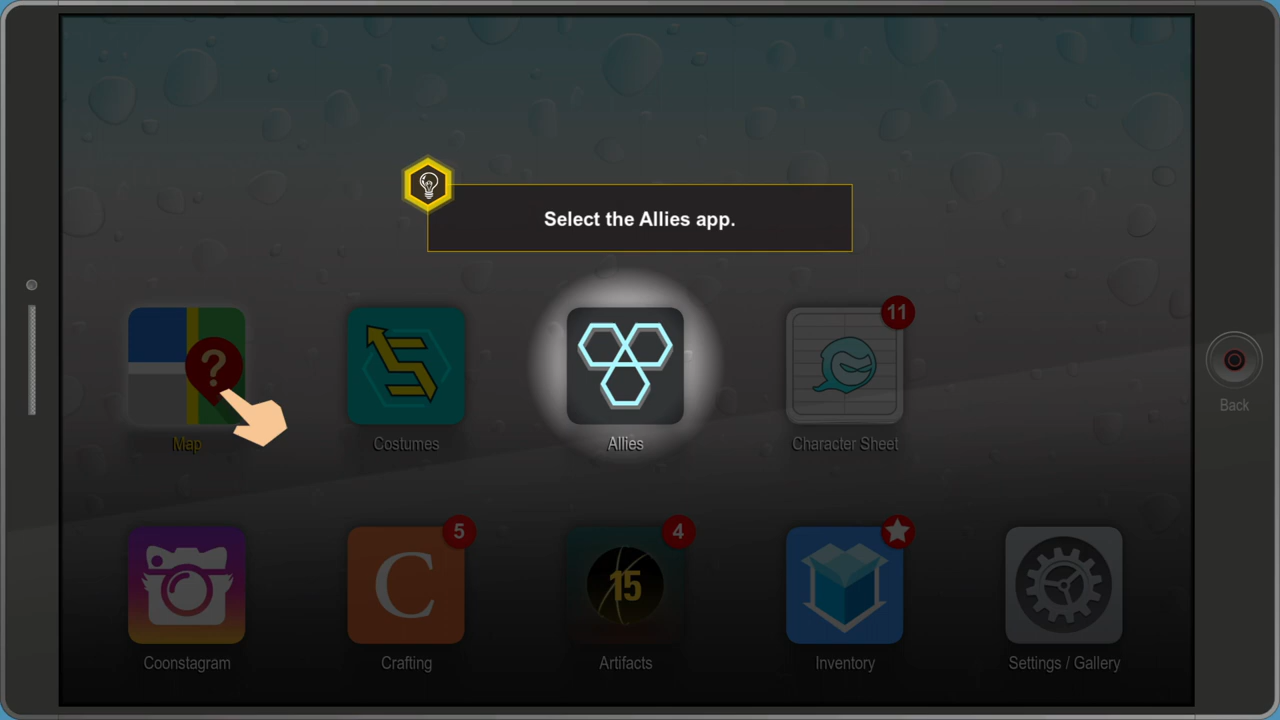 Select the Allies app.
?
11
Back
Map
Costumes
Allies
Character Sheet
5
4
C
15
Coonstagram
Crafting
Artifacts
Inventory
Settings / Gallery